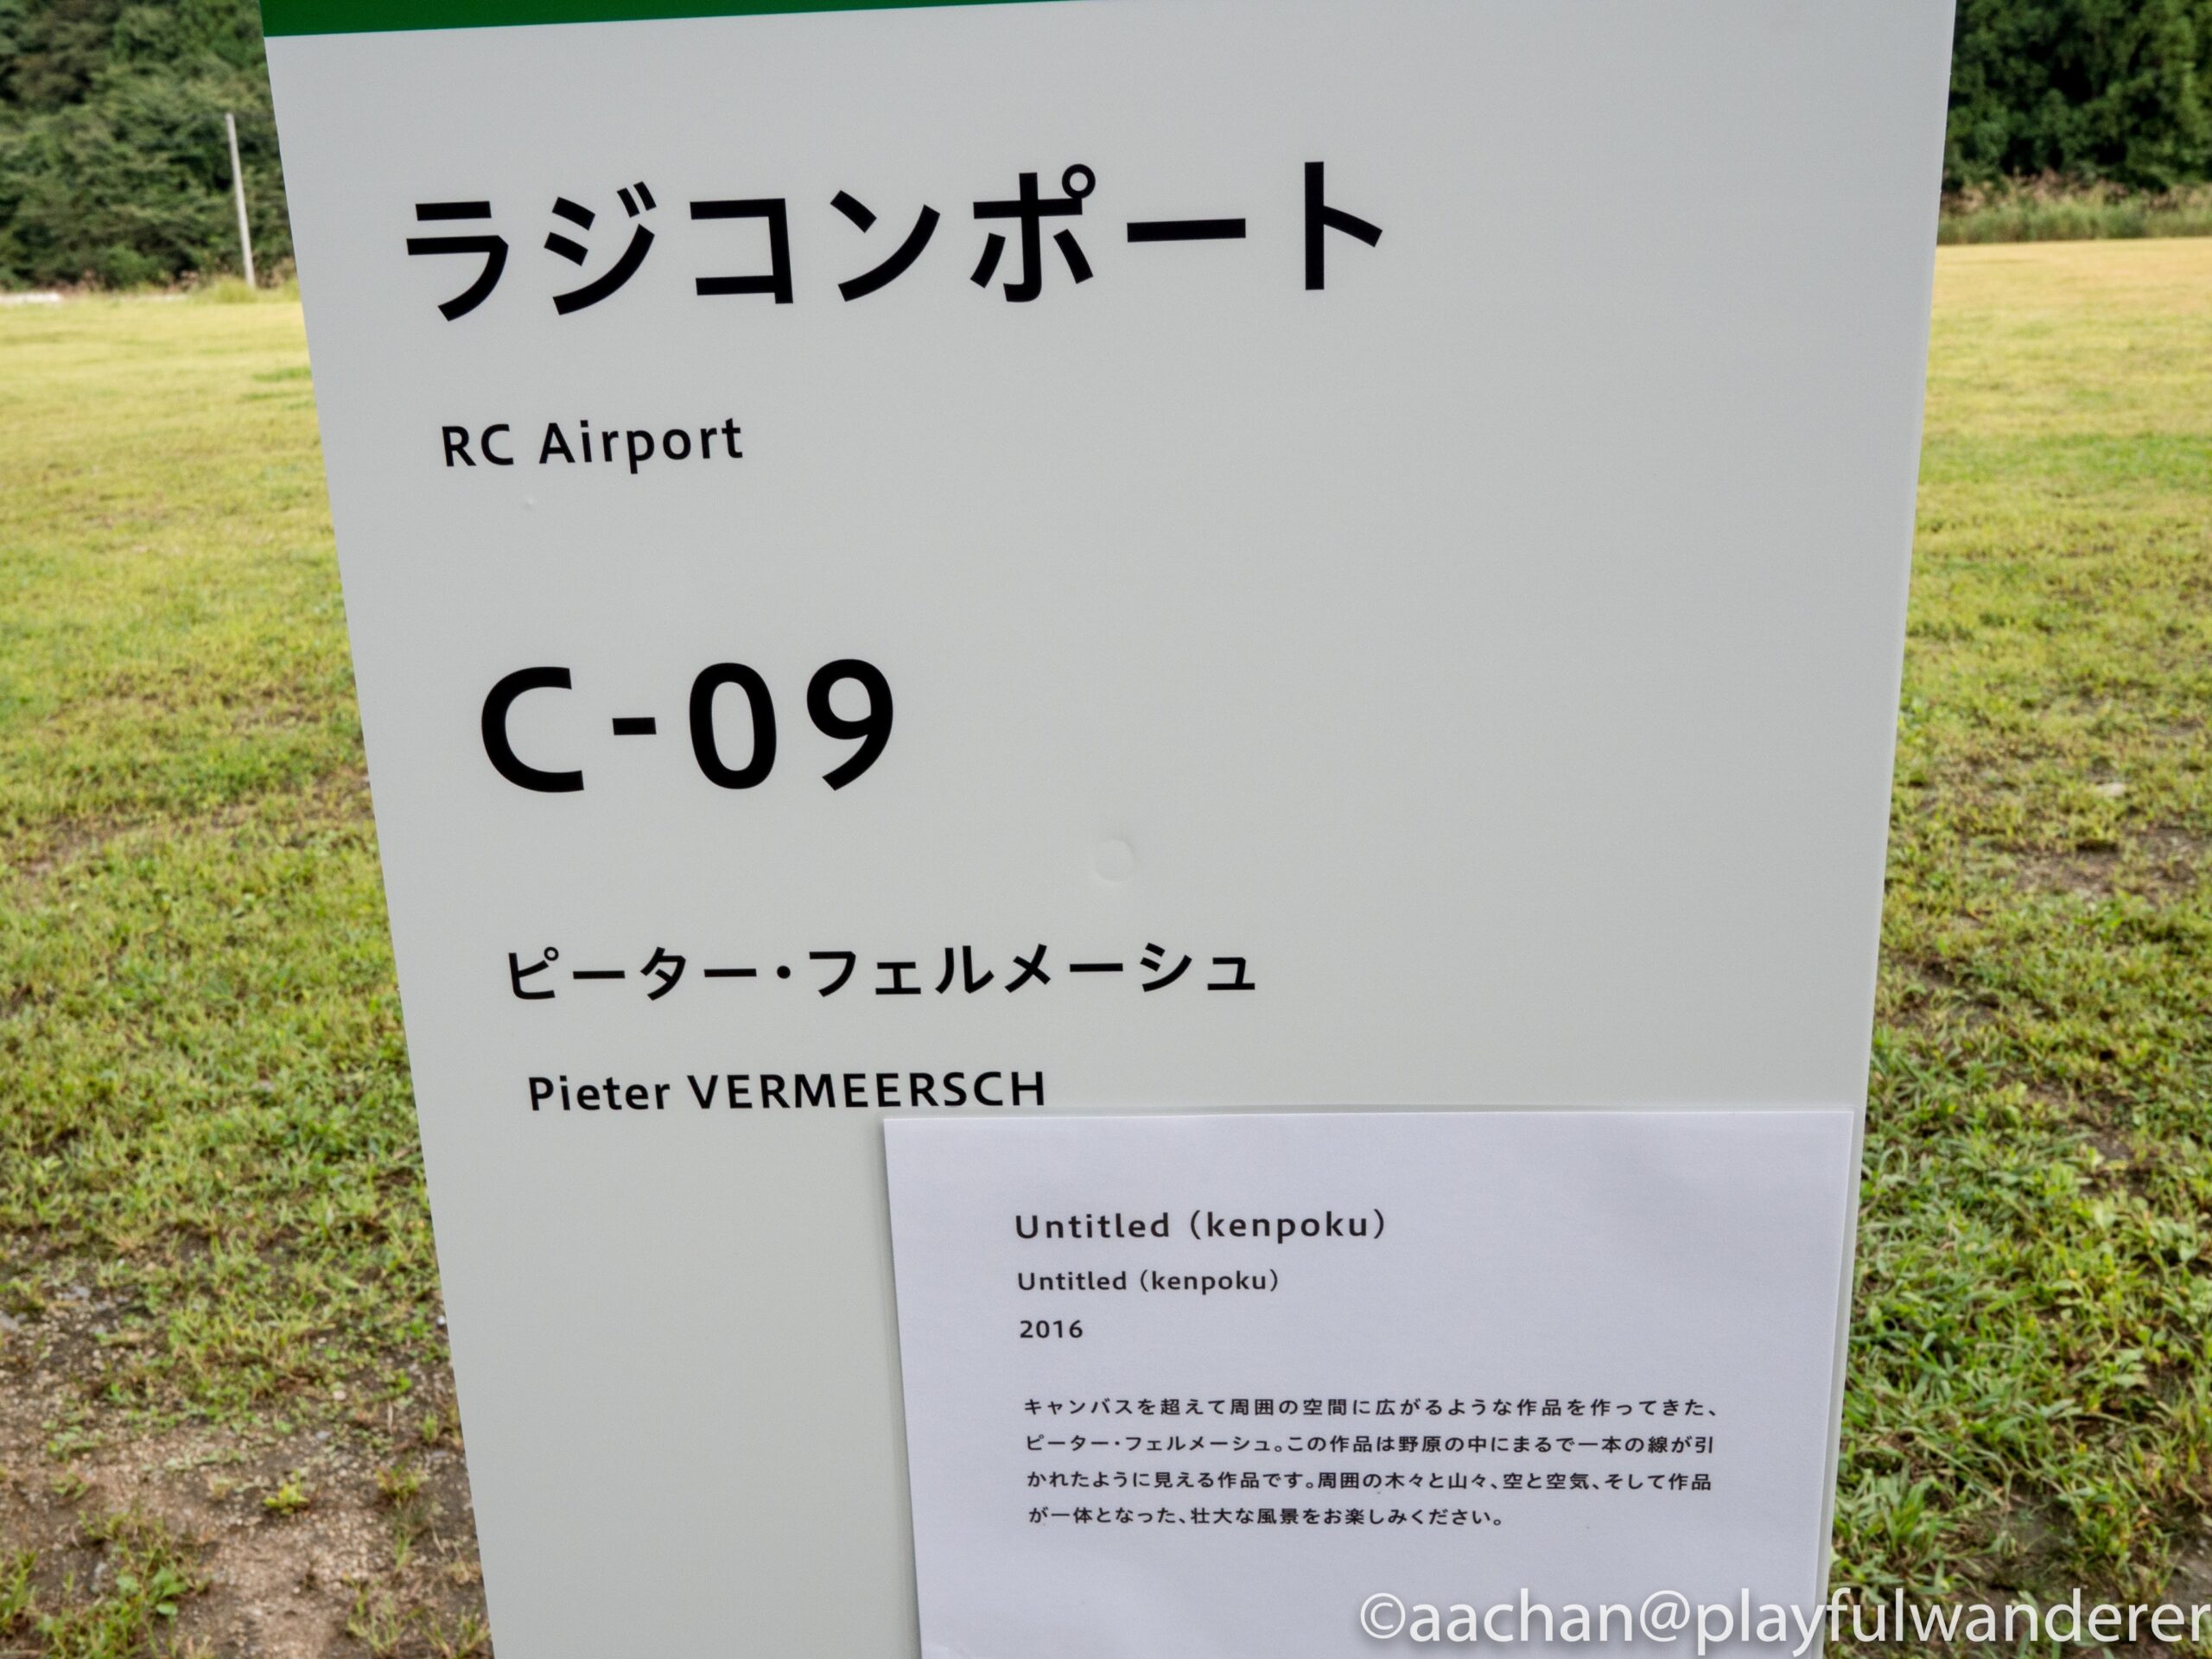 ラジコンポート
RC Airport
C-09
ピーター・フェルメーシュ
Pieter VERMEERSCH
Untitled（kenpoku）
Untitled（kenpoku）
2016
キャンバスを超えて周囲の空間に広がるような作品を作ってきた、
ピーター・フェルメーシュ。この作品は野原の中にまるで一本の線が引
かれたように見える作品です。周囲の木々と山々、空と空気、そして作品
が一体となった、壮大な風景をお楽しみください。
©aachan@playfulwanderer